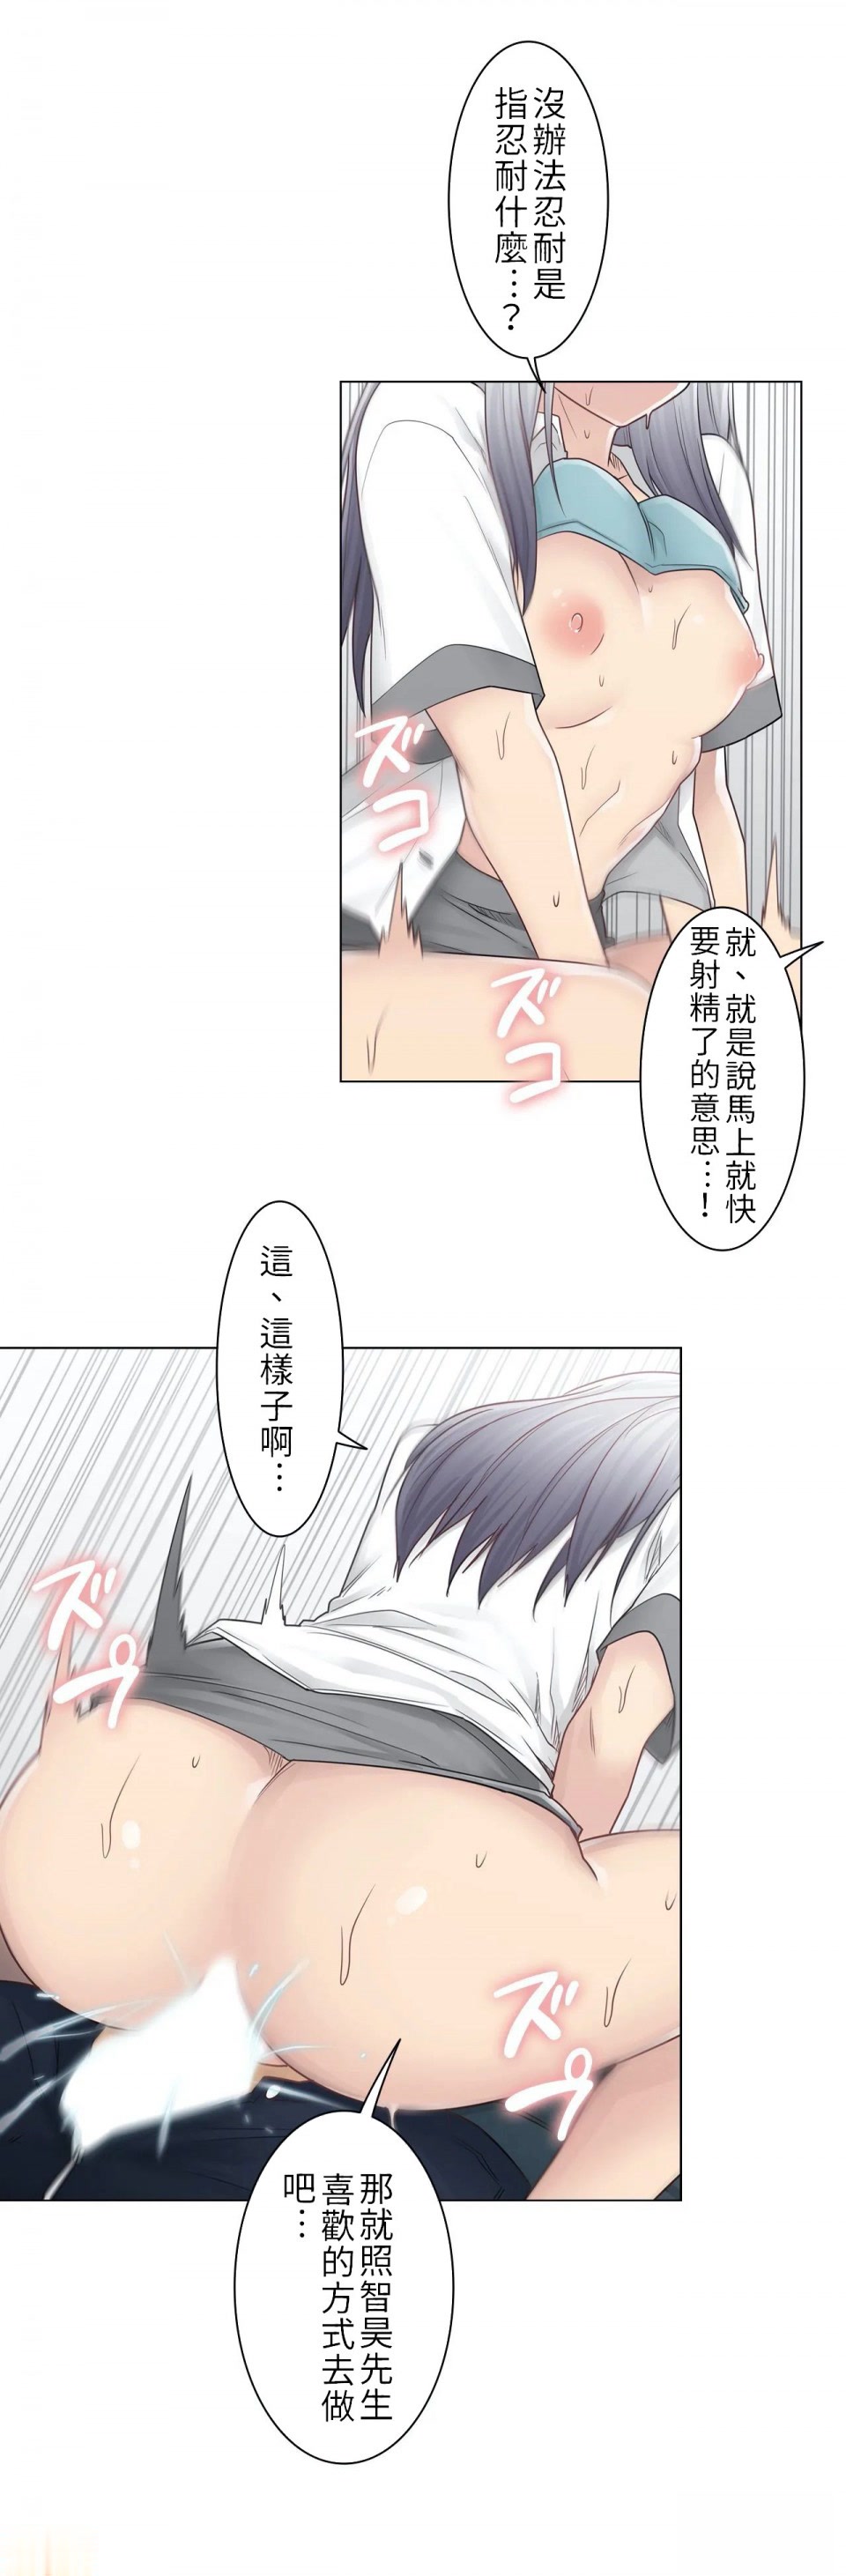 沒辦法忍耐是
指忍耐什麼…？
ズコ
就、就是說馬上就快
要射精了的意思…！
ズコ
這、這樣子啊…
ズプ
ズプ
那就照智昊先生
喜歡的方式去做
吧…